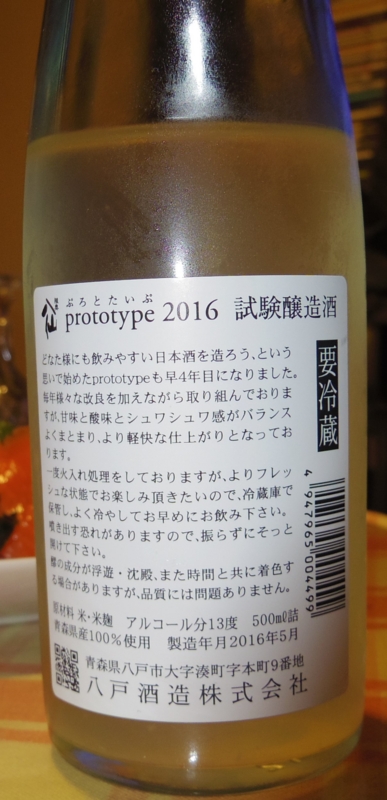 陸奥八仙
ぷろとたいぷ
prototype 2016 試験醸造酒
要冷蔵
どなた様にも飲みやすい日本酒を造ろう、という
思いで始めたprototypeも早4年目になりました。
毎年様々な改良を加えながら取り組んでおりま
すが、甘味と酸味とシュワシュワ感がバランス
よくまとまり、より軽快な仕上がりとなってお
ります。
一度火入れ処理をしておりますが、よりフレッ
シュな状態でお楽しみ頂きたいので、冷蔵庫で
保管し、よく冷やしてお早めにお飲み下さい。
噴き出す恐れがありますので、振らずにそっと
開けて下さい。
醪の成分が浮遊・沈殿、また時間と共に着色す
る場合がありますが、品質には問題ありません。
原材料 米・米麹 アルコール分13度 500㎖詰
青森県産米100%使用 製造年月2016年5月
青森県八戸市大字湊町字本町9番地
八戸酒造株式会社
4 947965 004499